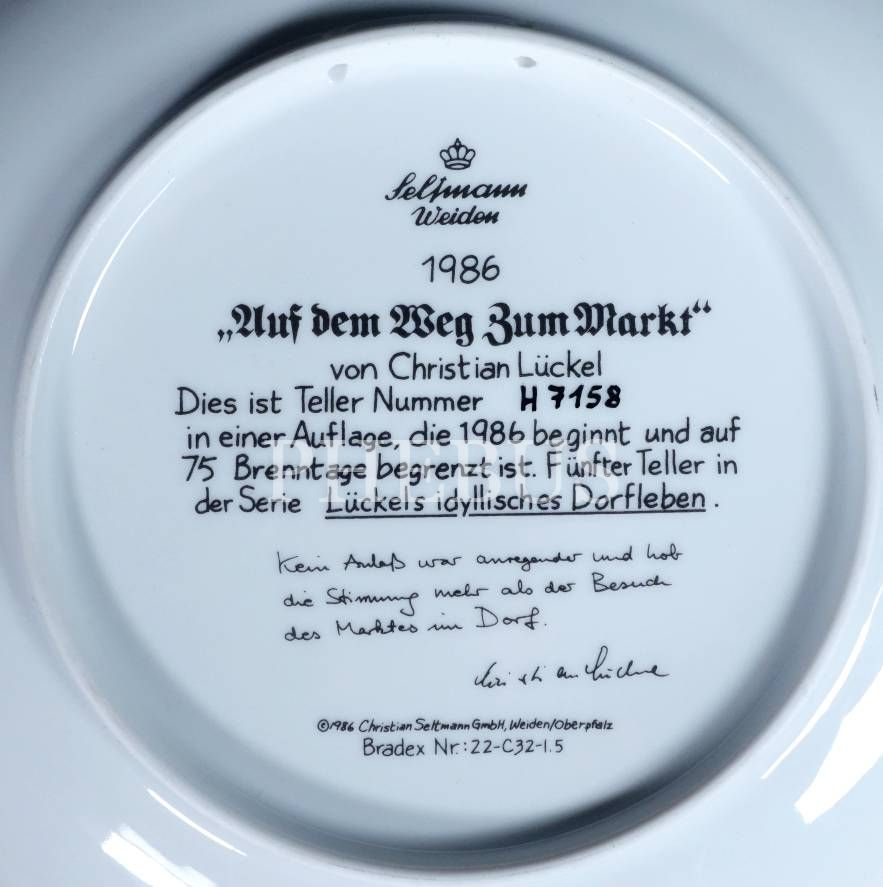 Seltmann
Weiden
1986
„Auf dem Weg Zum Markt“
von Christian Lückel
Dies ist Teller Nummer H 7158
in einer Auflage, die 1986 beginnt und auf
75 Brenntage begrenzt ist. Fünfter Teller in
der Serie Lückels idyllisches Dorfleben.
PHEBUS
Kein Anlaß war anregender und hob
die Stimmung mehr als der Besuch
des Marktes im Dorf.
Christian Lückel
©1986 Christian Seltmann GmbH, Weiden/Oberpfalz
Bradex Nr.: 22-C32-1.5